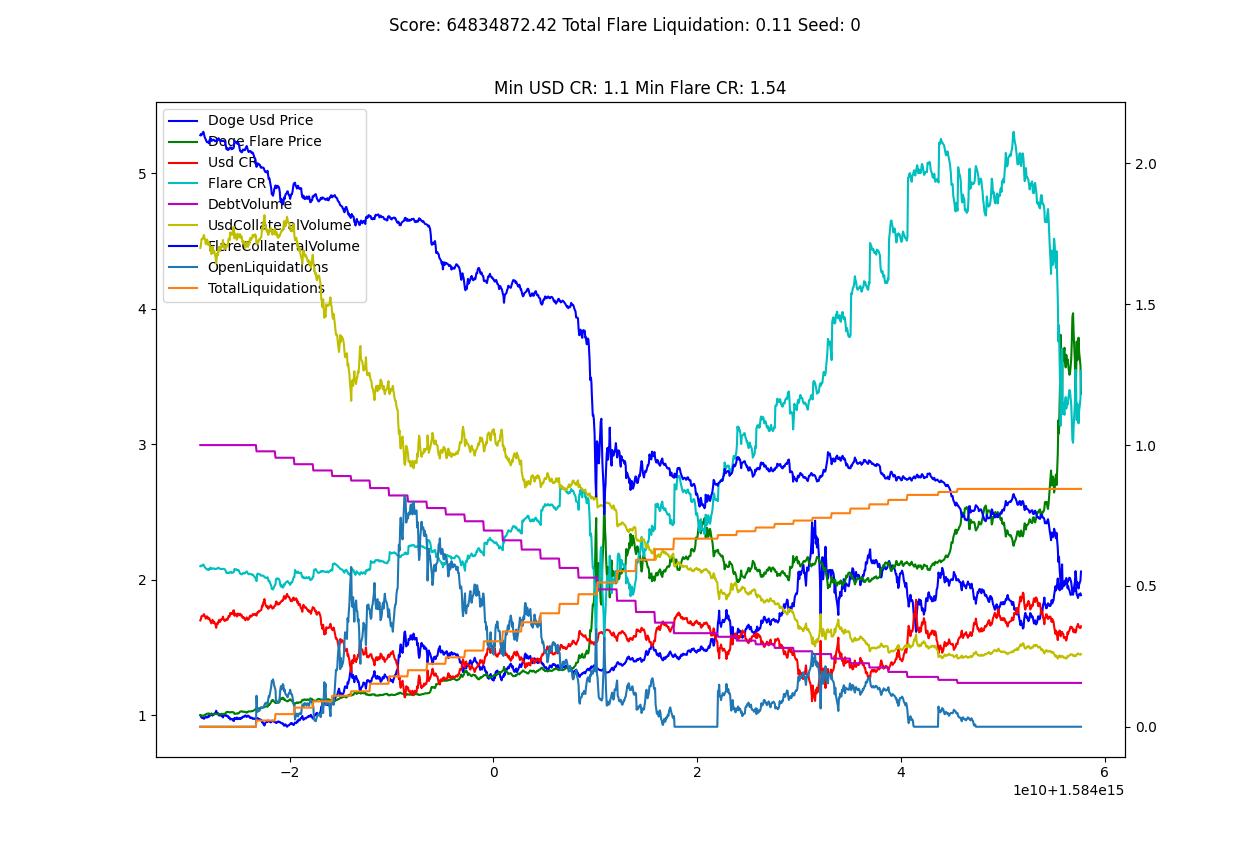 Score: 64834872.42 Total Flare Liquidation: 0.11 Seed: 0
Min USD CR: 1.1 Min Flare CR: 1.54
Doge Usd Price
Doge Flare Price
Usd CR
Flare CR
DebtVolume
UsdCollateralVolume
FlareCollateralVolume
OpenLiquidations
TotalLiquidations
5
4
3
2
1
2.0
1.5
1.0
0.5
0.0
−2
0
2
4
6
1e10+1.584e15